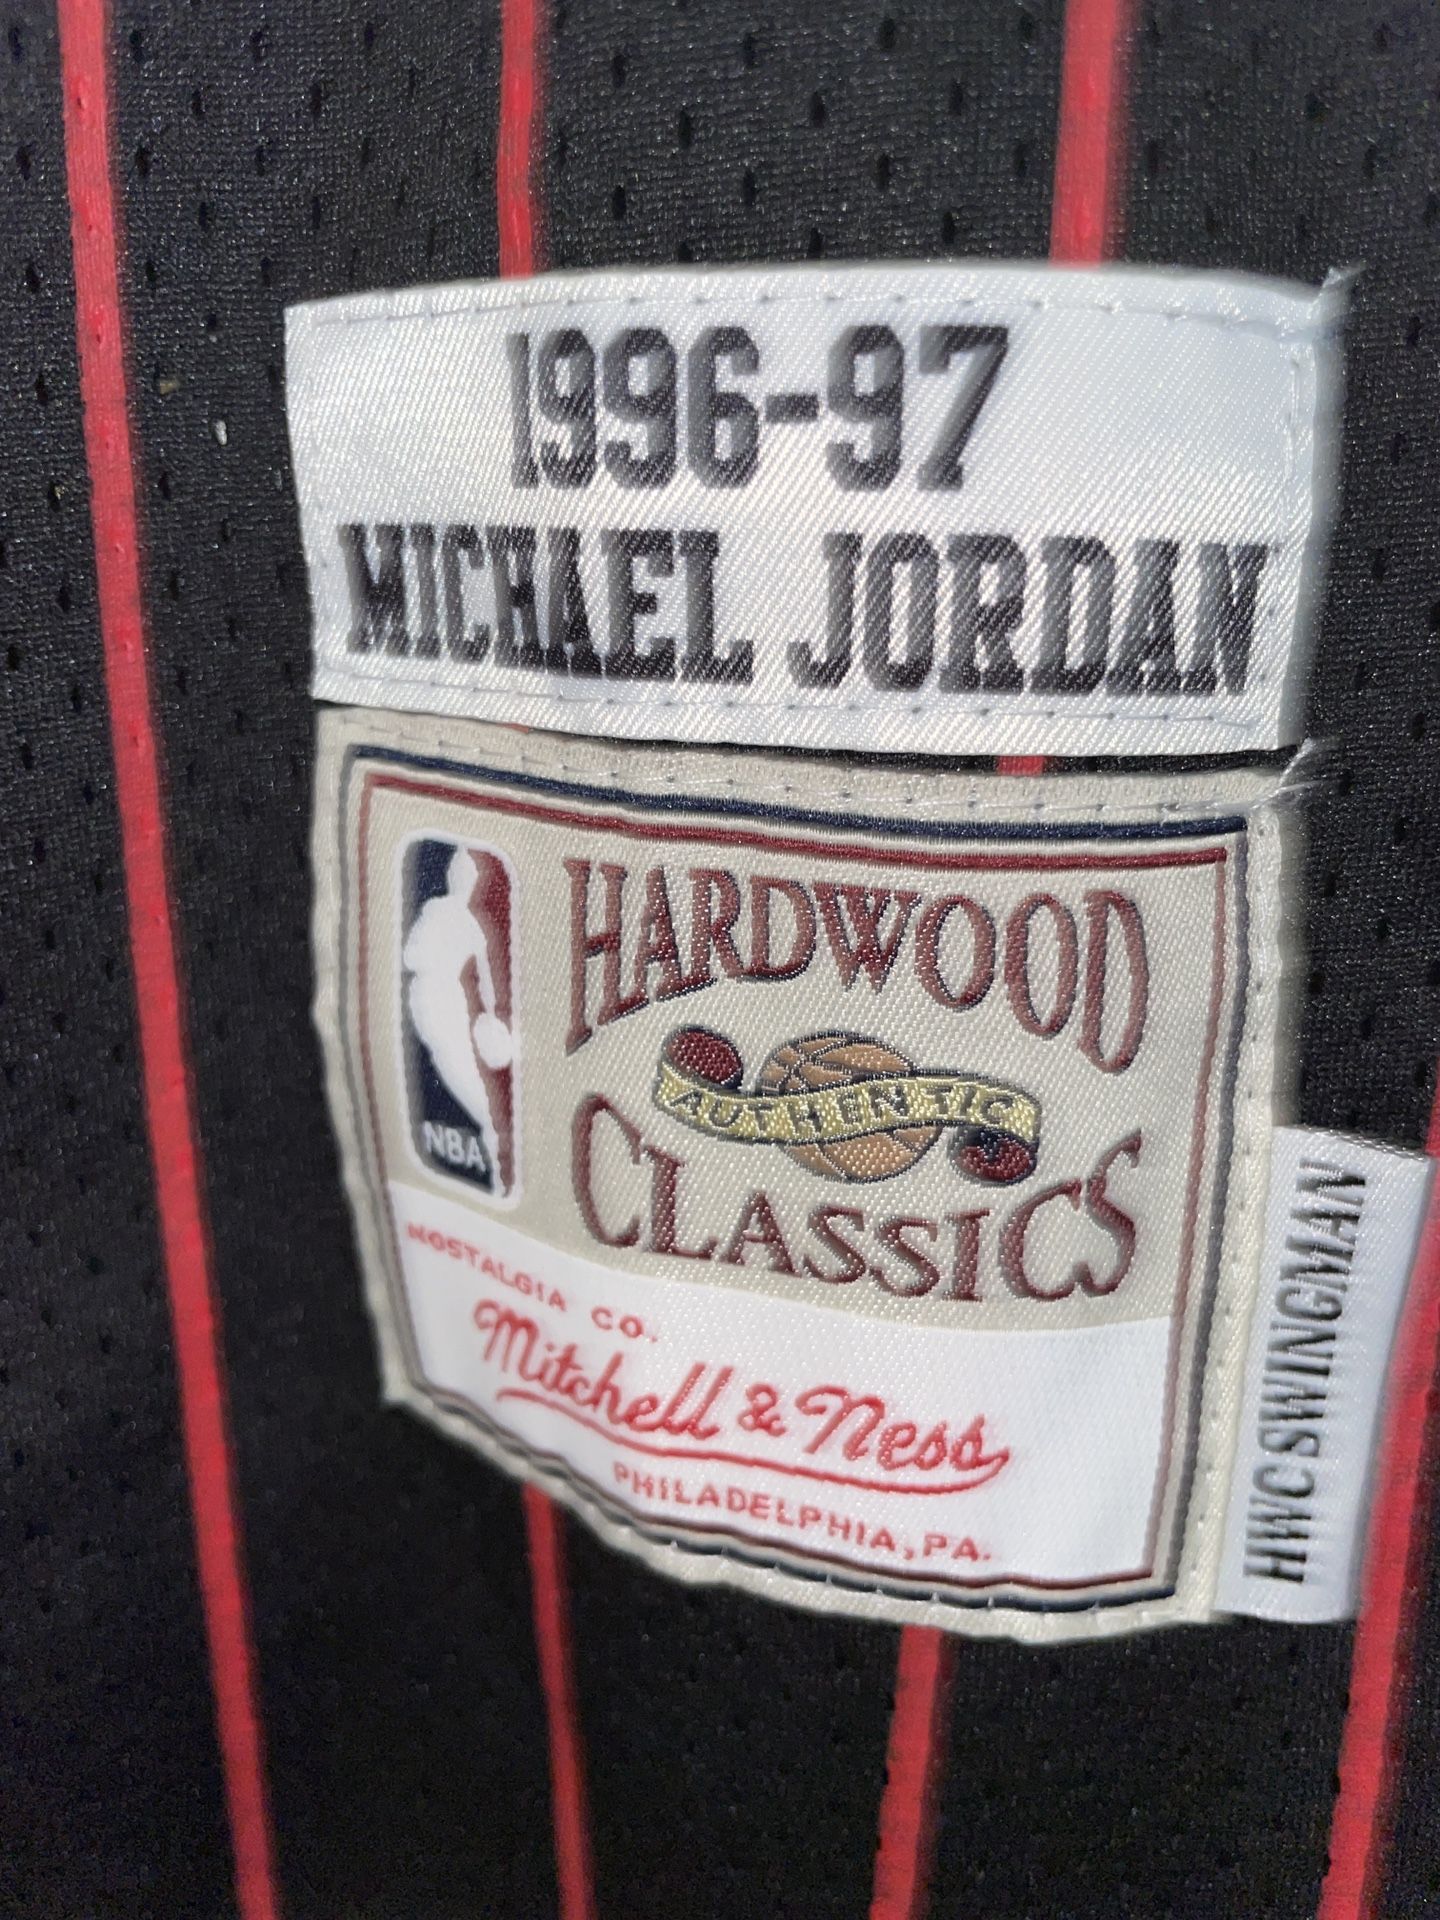 1996-97
MICHAEL JORDAN
NBA
HARDWOOD
AUTHENTIC
CLASSICS
NOSTALGIA CO.
Mitchell & Ness
PHILADELPHIA, PA.
HWC SWINGMAN